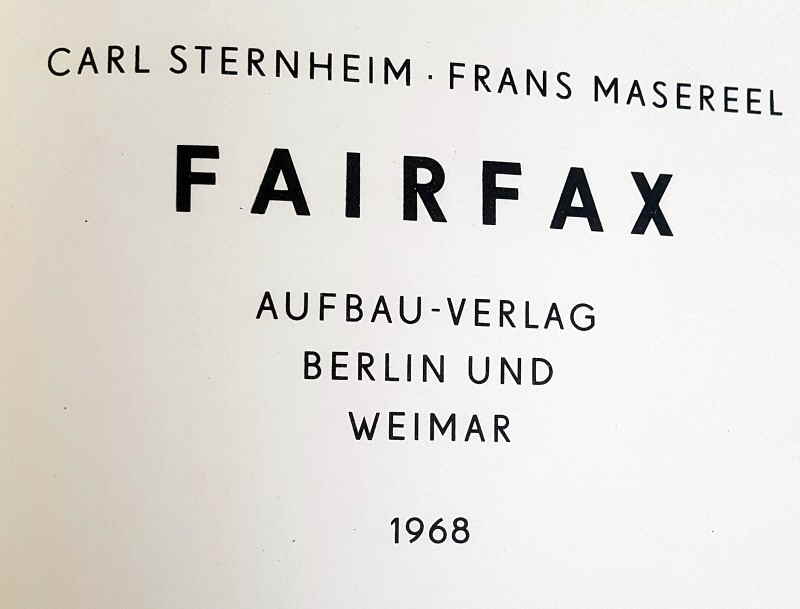 CARL STERNHEIM · FRANS MASEREEL
FAIRFAX
AUFBAU-VERLAG
BERLIN UND
WEIMAR
1968